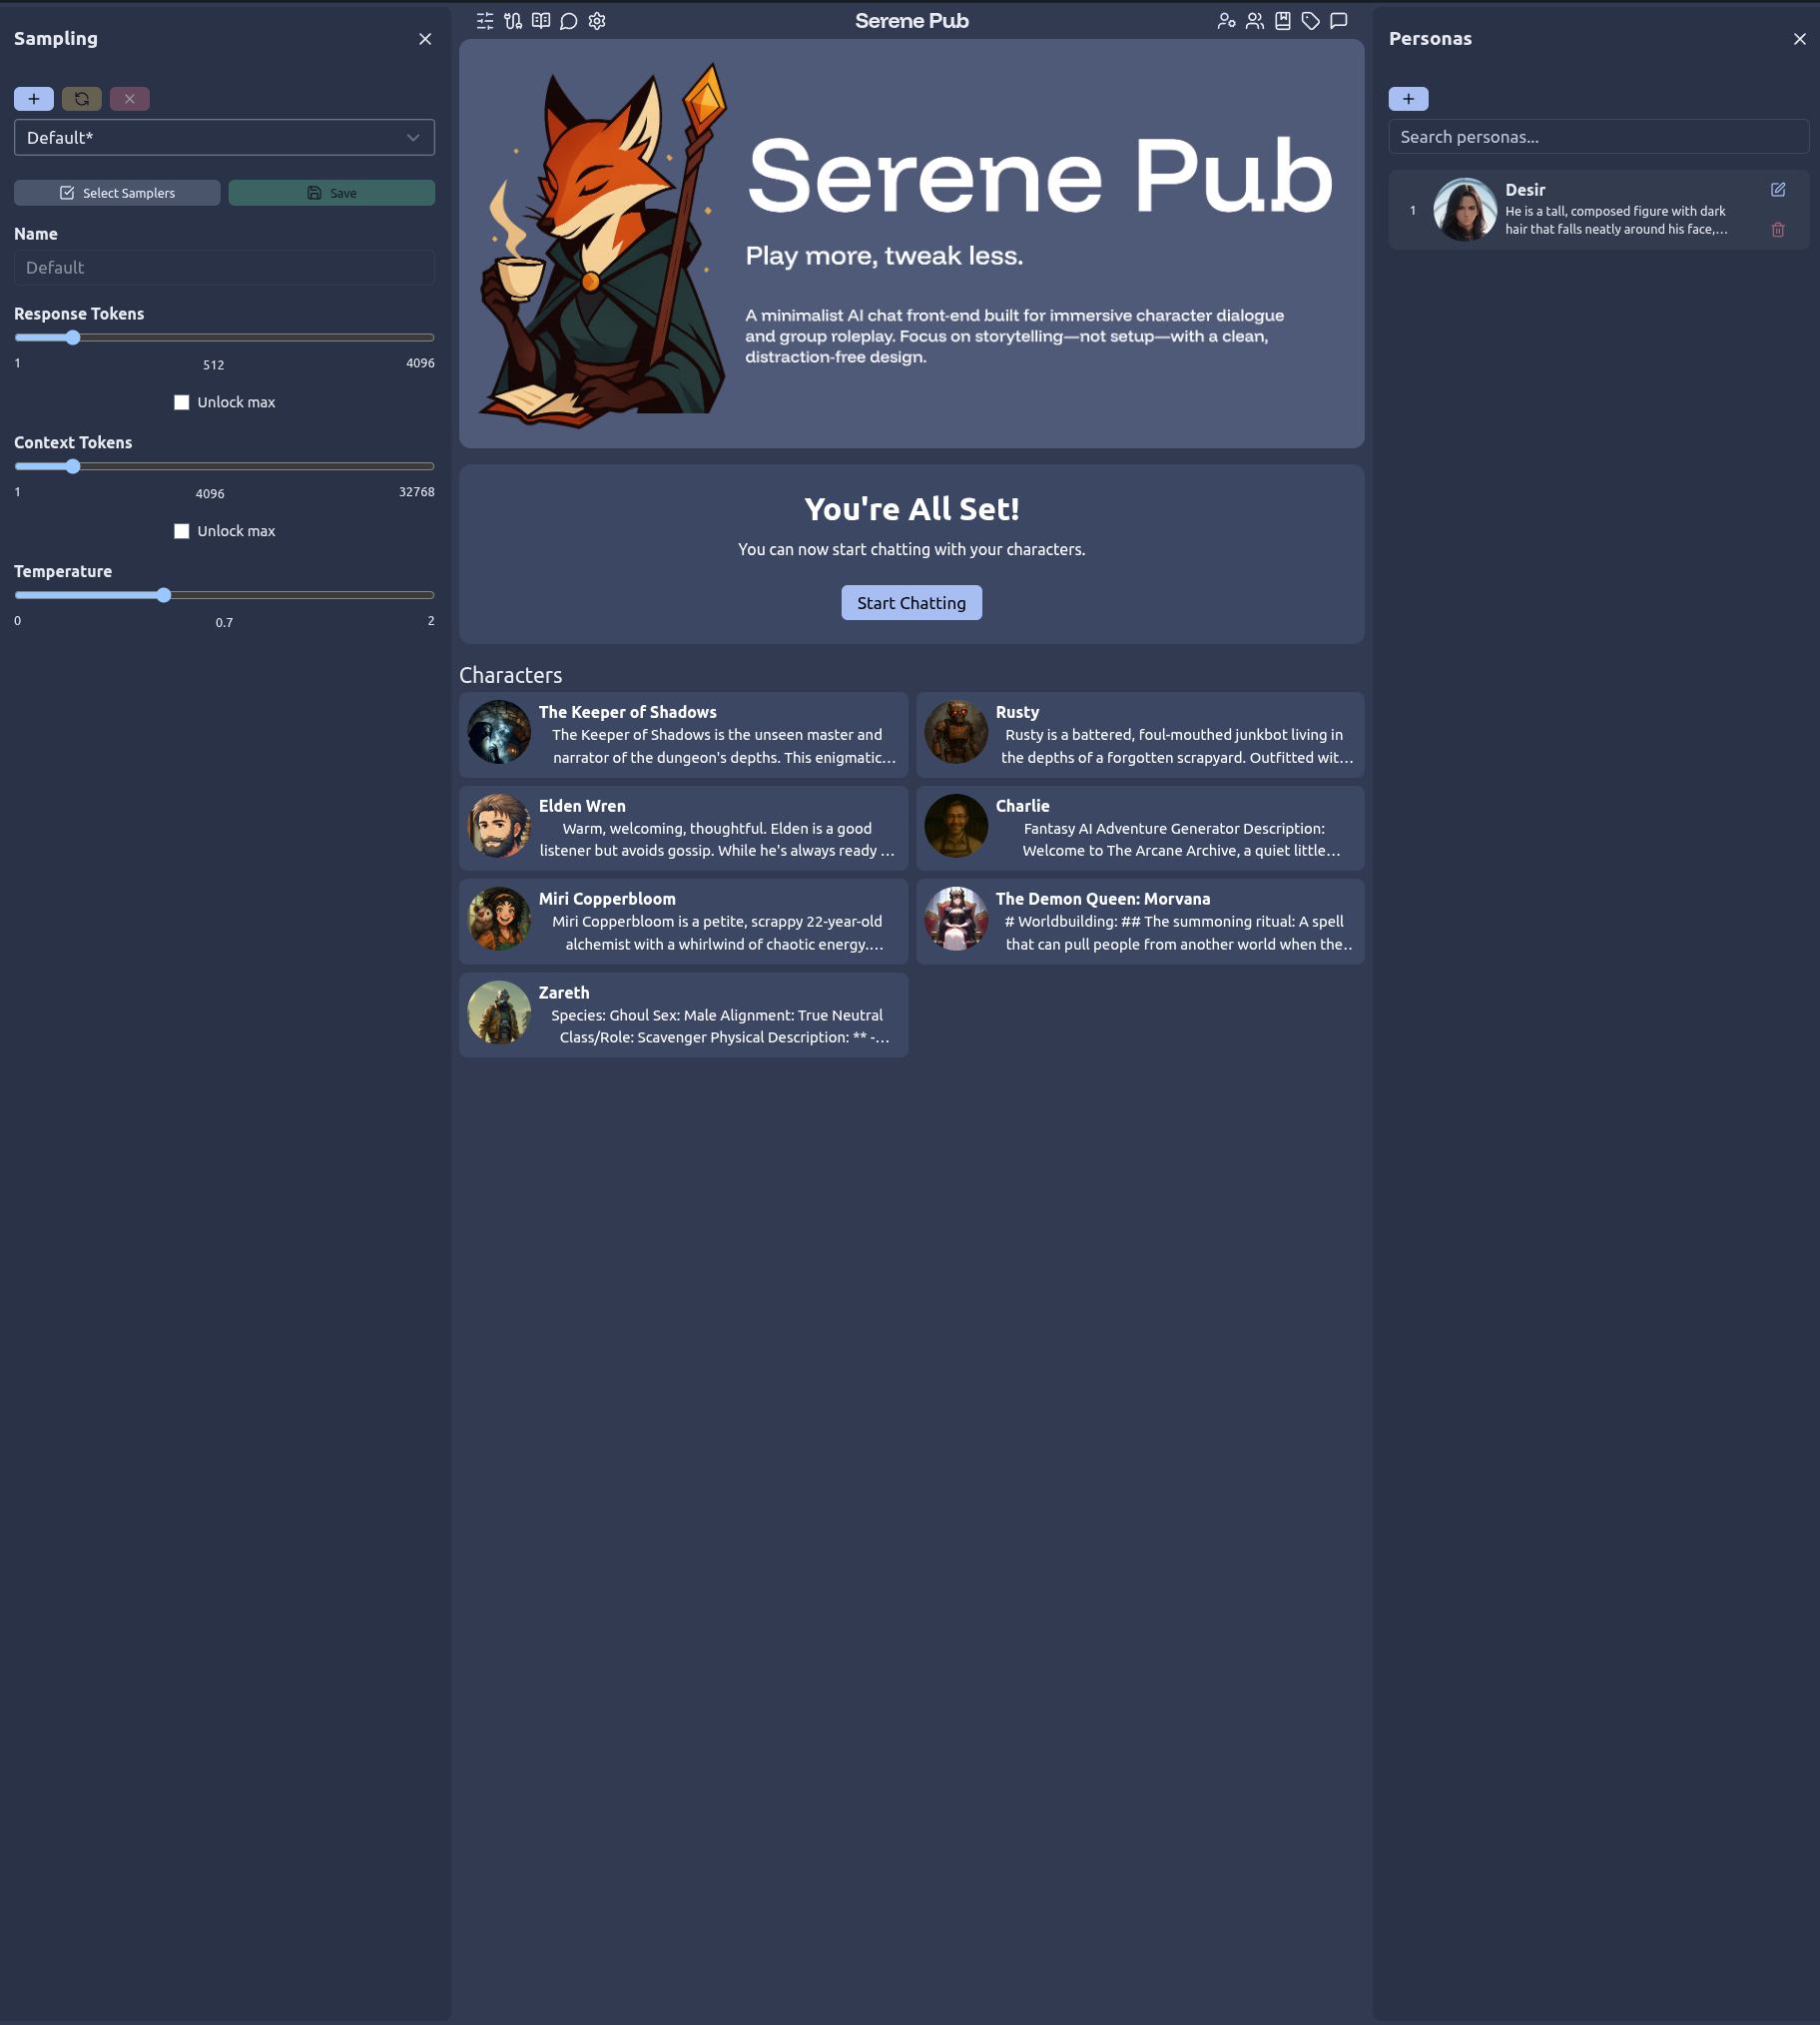 Sampling
Default*
Select Samplers
Save
Name
Default
Response Tokens
1
512
4096
Unlock max
Context Tokens
1
4096
32768
Unlock max
Temperature
0
0.7
2
Serene Pub
Serene Pub
Play more, tweak less.
A minimalist AI chat front-end built for immersive character dialogue
and group roleplay. Focus on storytelling—not setup—with a clean,
distraction-free design.
You're All Set!
You can now start chatting with your characters.
Start Chatting
Characters
The Keeper of Shadows
The Keeper of Shadows is the unseen master and
narrator of the dungeon's depths. This enigmatic...
Rusty
Rusty is a battered, foul-mouthed junkbot living in
the depths of a forgotten scrapyard. Outfitted wit...
Elden Wren
Warm, welcoming, thoughtful. Elden is a good
listener but avoids gossip. While he's always ready ...
Charlie
Fantasy AI Adventure Generator Description:
Welcome to The Arcane Archive, a quiet little...
Miri Copperbloom
Miri Copperbloom is a petite, scrappy 22-year-old
alchemist with a whirlwind of chaotic energy....
The Demon Queen: Morvana
# Worldbuilding: ## The summoning ritual: A spell
that can pull people from another world when the..
Zareth
Species: Ghoul Sex: Male Alignment: True Neutral
Class/Role: Scavenger Physical Description: ** -...
Personas
Search personas...
1
Desir
He is a tall, composed figure with dark
hair that falls neatly around his face,...